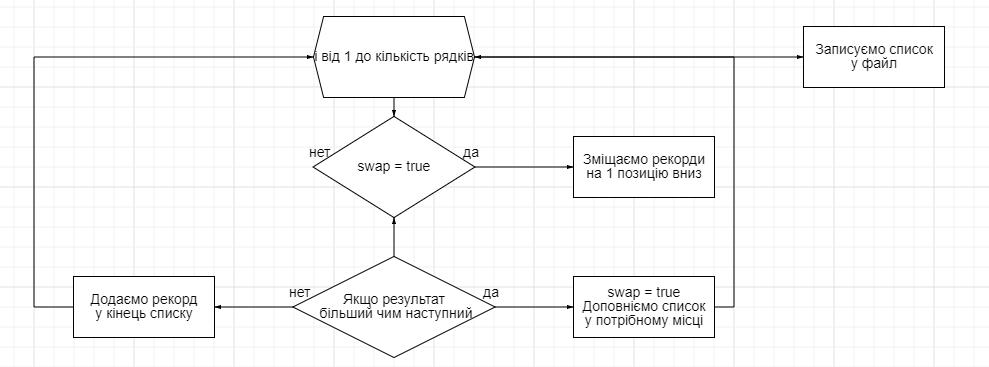 і від 1 до кількість рядків
Записуємо список
у файл
нет
swap = true
да
Зміщаємо рекорди
на 1 позицію вниз
нет
Якщо результат
більший чим наступний
да
Додаємо рекорд
у кінець списку
swap = true
Доповніємо список
у потрібному місці